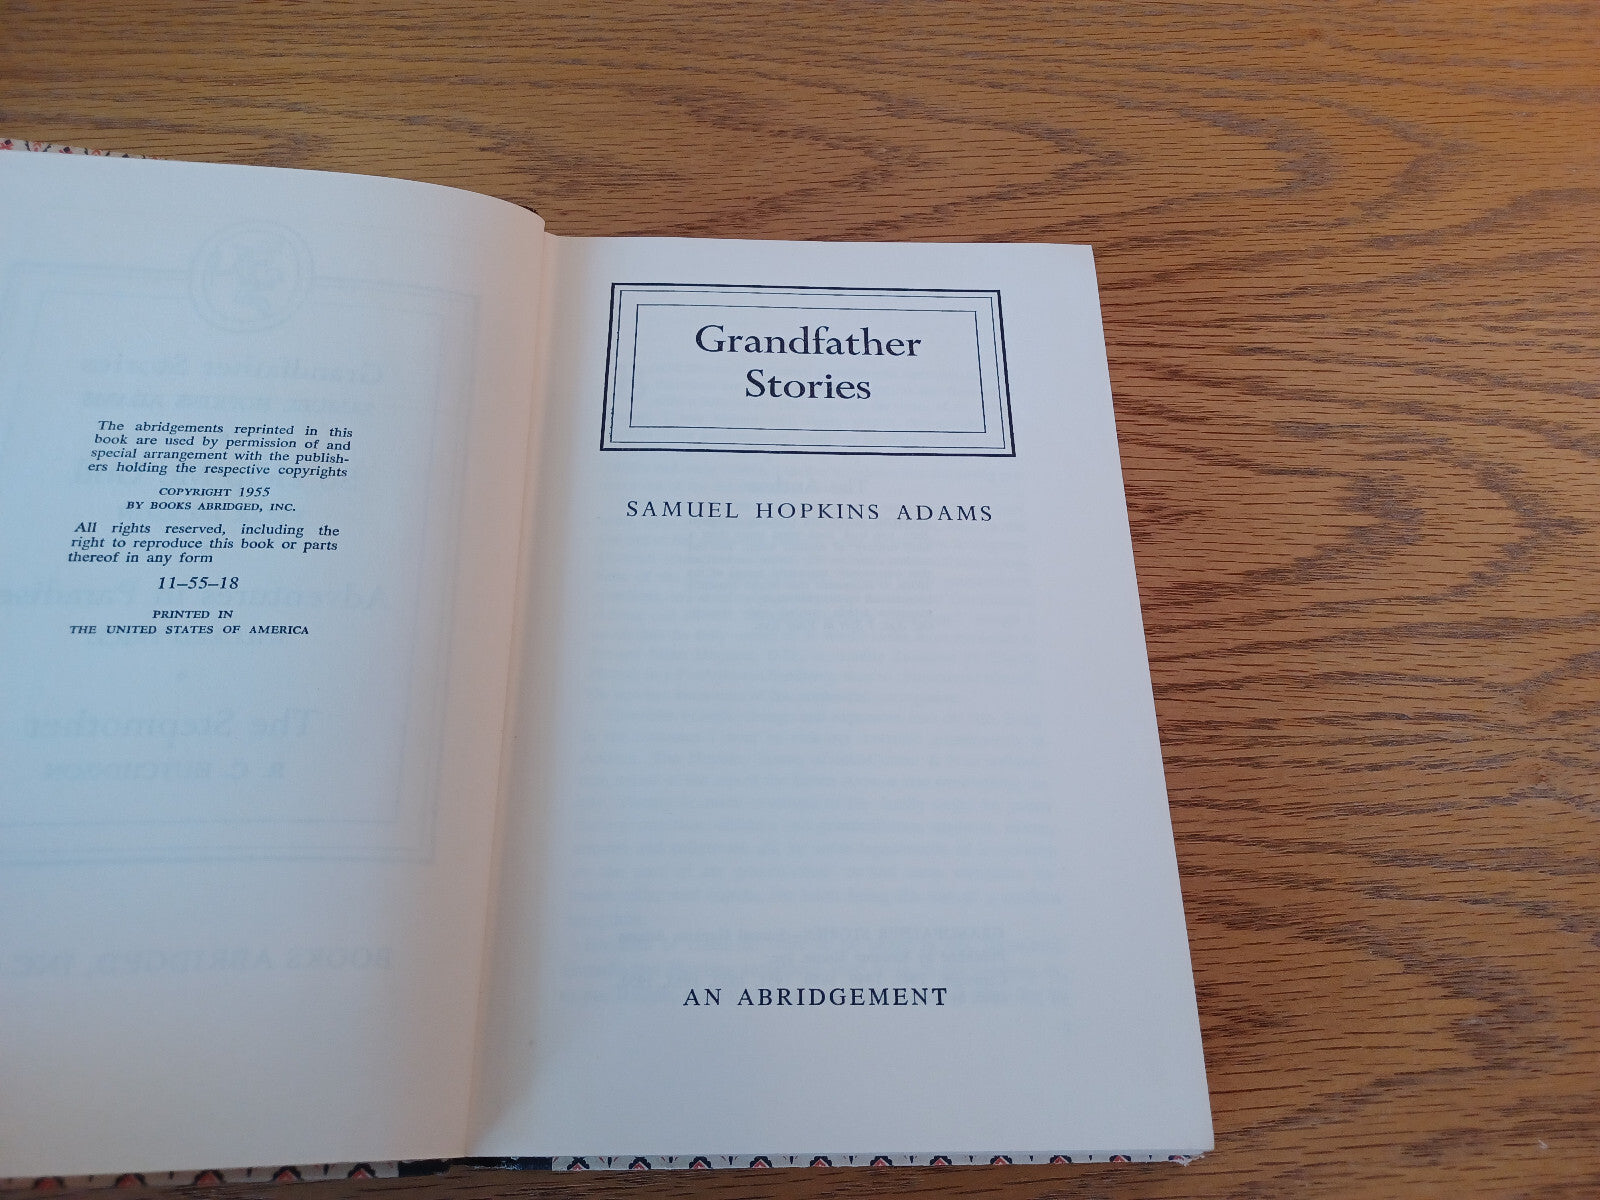 The abridgements reprinted in this
book are used by permission of and
special arrangement with the publish-
ers holding the respective copyrights
COPYRIGHT 1955
BY BOOKS ABRIDGED, INC.
All rights reserved, including the
right to reproduce this book or parts
thereof in any form
11–55–18
PRINTED IN
THE UNITED STATES OF AMERICA
Grandfather
Stories
SAMUEL HOPKINS ADAMS
AN ABRIDGEMENT